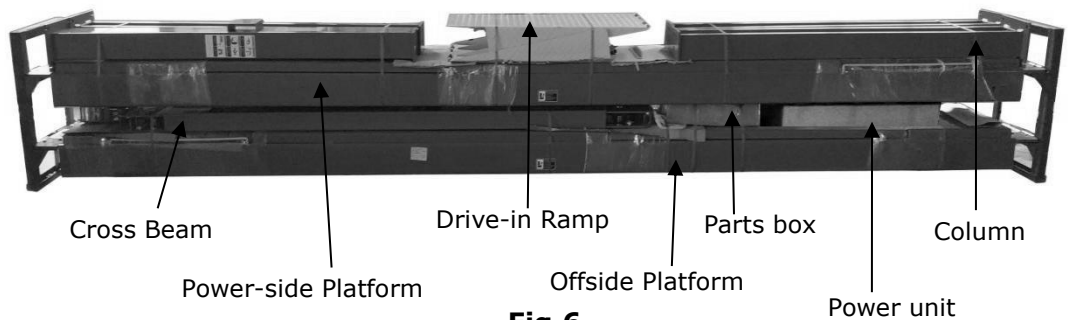 Cross Beam
Drive-in Ramp
Parts box
Column
Power-side Platform
Offside Platform
Power unit
Fig 6